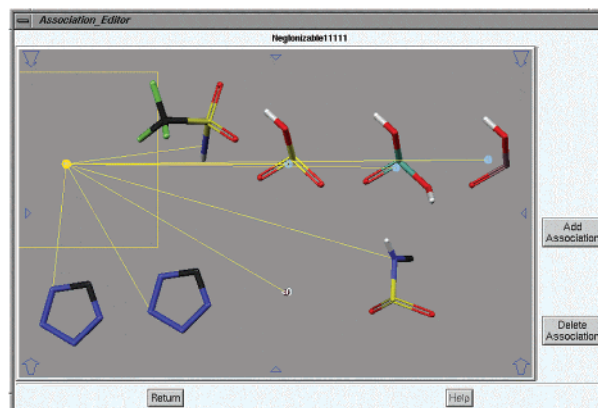 Association_Editor
NegIonizable11111
Add
Association
Delete
Association
Return
Help